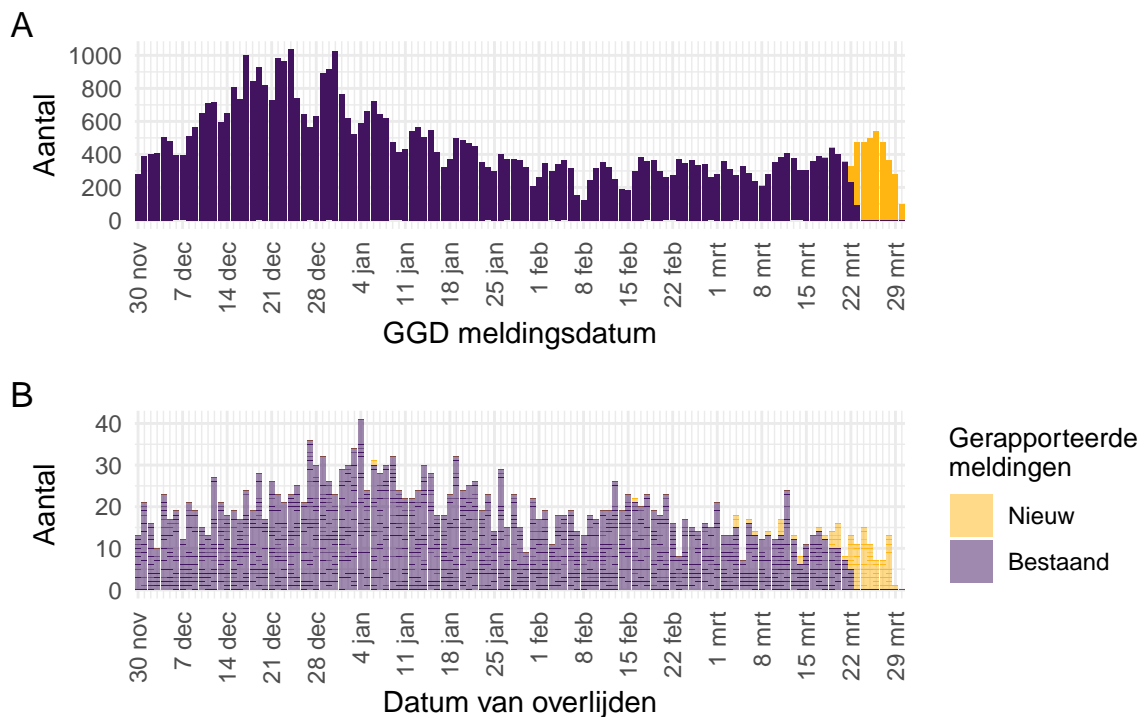 A
Aantal
1000
800
600
400
200
0
30 nov
7 dec
14 dec
21 dec
28 dec
4 jan
11 jan
18 jan
25 jan
1 feb
8 feb
15 feb
22 feb
1 mrt
8 mrt
15 mrt
22 mrt
29 mrt
GGD meldingsdatum
B
Aantal
40
30
20
10
0
30 nov
7 dec
14 dec
21 dec
28 dec
4 jan
11 jan
18 jan
25 jan
1 feb
8 feb
15 feb
22 feb
1 mrt
8 mrt
15 mrt
22 mrt
29 mrt
Datum van overlijden
Gerapporteerde
meldingen
Nieuw
Bestaand